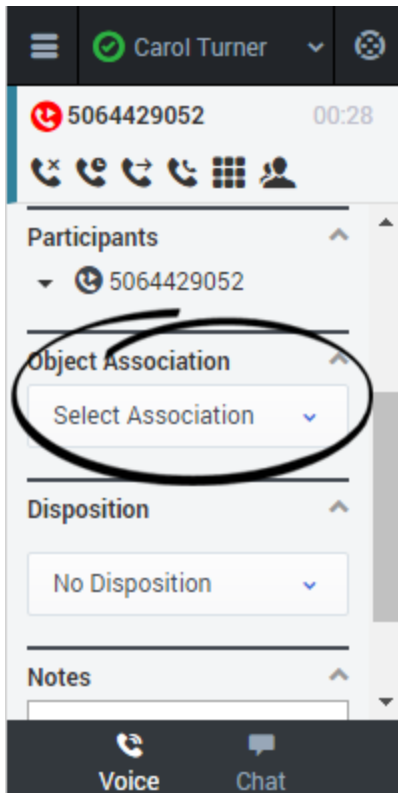 Carol Turner
5064429052 00:28
Participants
5064429052
Object Association
Select Association
Disposition
No Disposition
Notes
Voice Chat